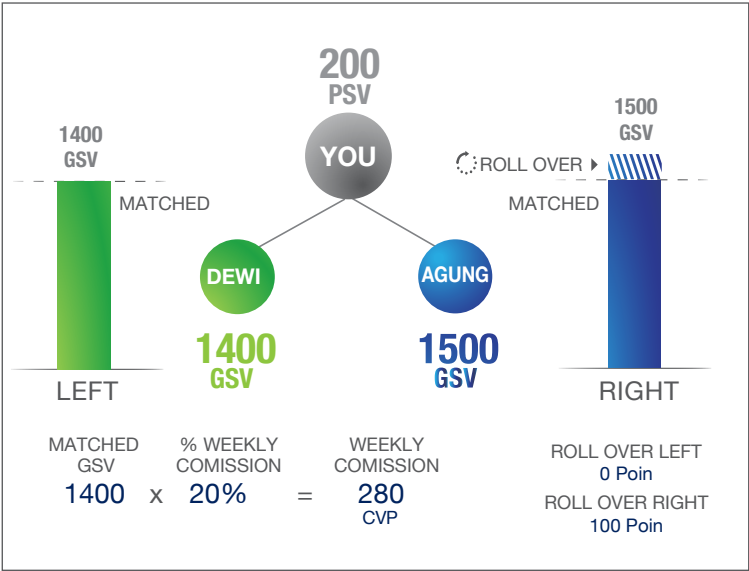 200
PSV
YOU
1400
GSV
MATCHED
LEFT
DEWI
1400
GSV
AGUNG
1500
GSV
1500
GSV
ROLL OVER
MATCHED
RIGHT
MATCHED
GSV
1400
x
% WEEKLY
COMISSION
20%
=
WEEKLY
COMISSION
280
CVP
ROLL OVER LEFT
0 Poin
ROLL OVER RIGHT
100 Poin